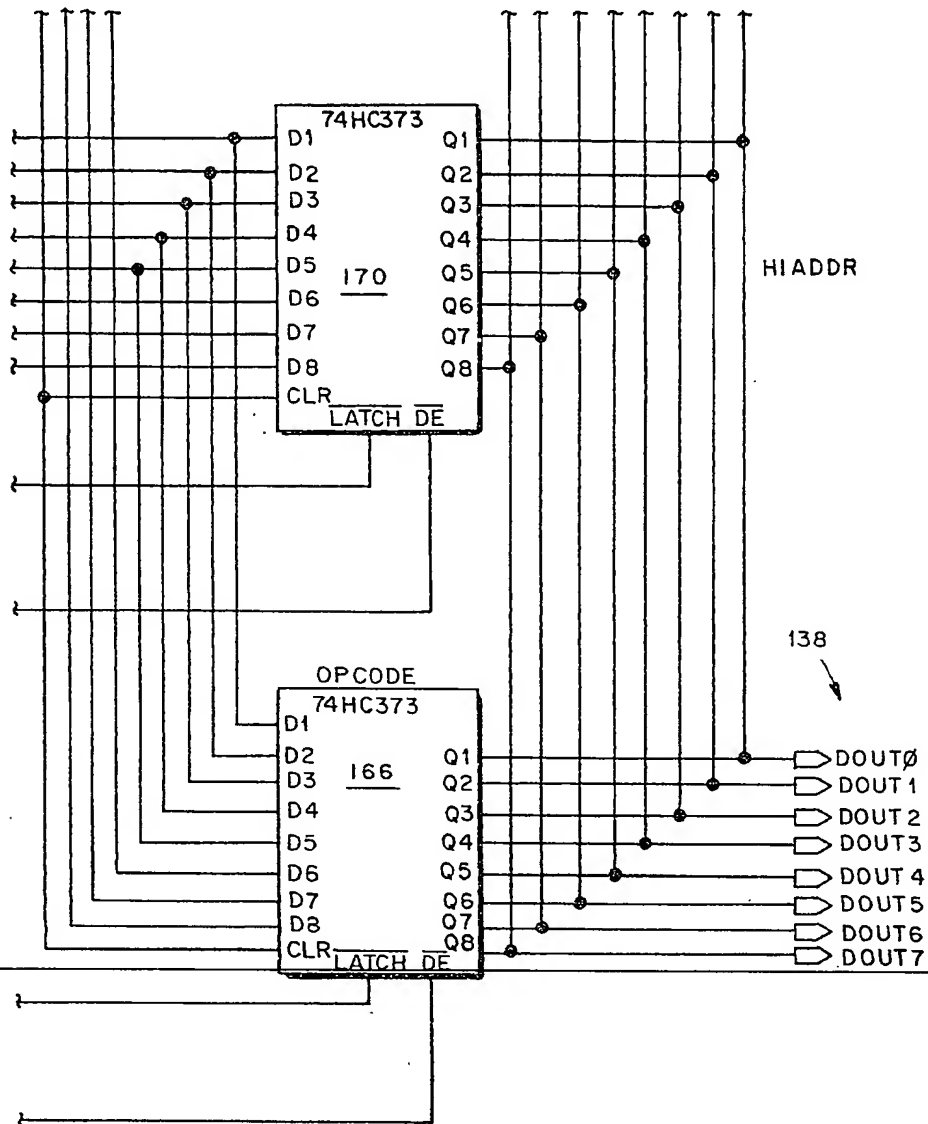 74HC373
D1
D2
D3
D4
D5
D6
D7
D8
CLR
170
Q1
Q2
Q3
Q4
Q5
Q6
Q7
Q8
LATCH DE
HIADDR
138
OPCODE
74HC373
D1
D2
D3
D4
D5
D6
D7
D8
CLR
166
Q1
Q2
Q3
Q4
Q5
Q6
Q7
Q8
LATCH DE
DOUTØ
DOUT1
DOUT2
DOUT3
DOUT4
DOUT5
DOUT6
DOUT7